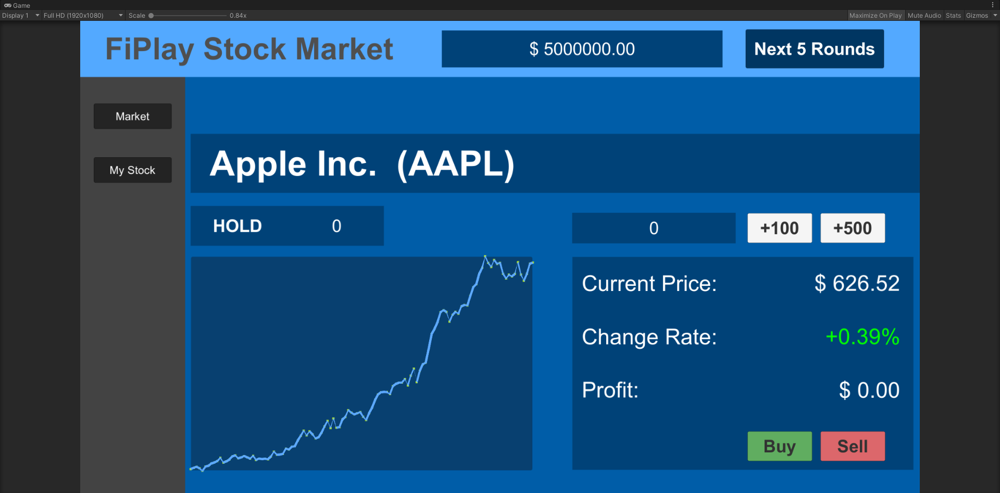 Game
Display 1 Full HD (1920x1080) Scale 0.84x Maximize On Play Mute Audio Stats Gizmos
FiPlay Stock Market $ 5000000.00 Next 5 Rounds
Market
My Stock
Apple Inc. (AAPL)
HOLD 0
0 +100 +500
Current Price: $ 626.52
Change Rate: +0.39%
Profit: $ 0.00
Buy Sell